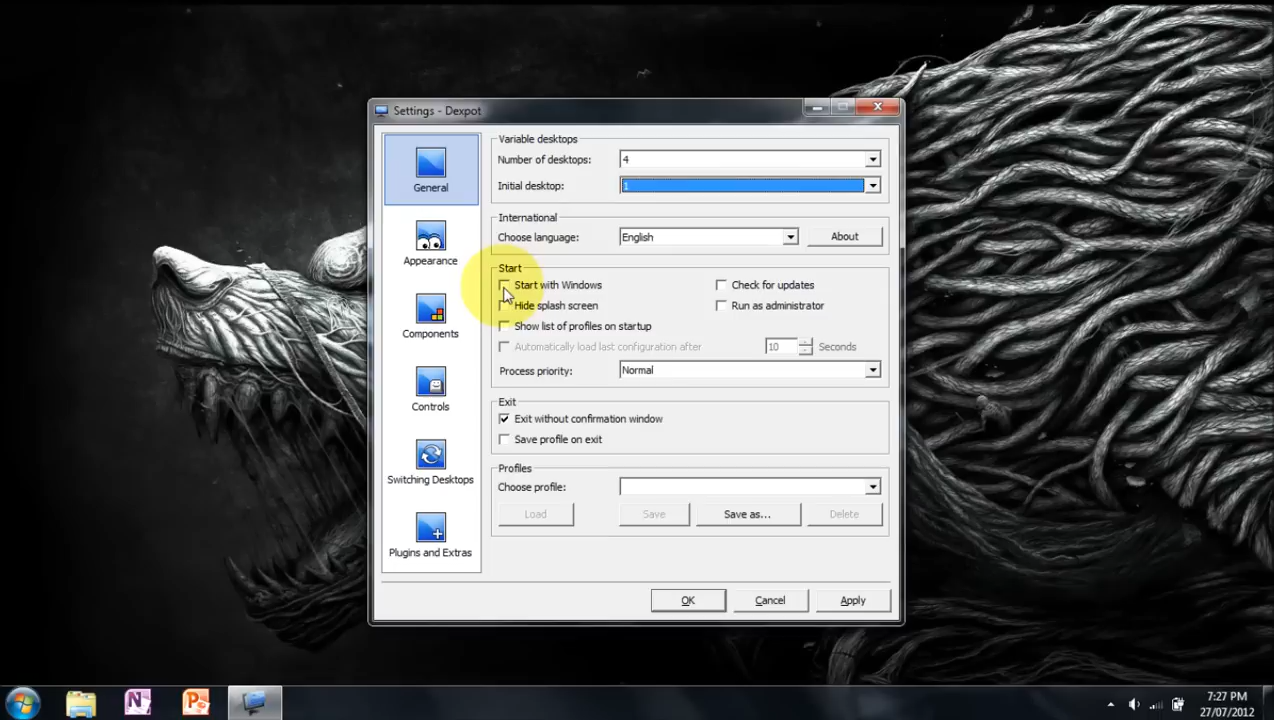 Settings - Dexpot
General
Appearance
Components
Controls
Switching Desktops
Plugins and Extras
Variable desktops
Number of desktops: 4
Initial desktop: 1
International
Choose language: English About
Start
Start with Windows Check for updates
Hide splash screen Run as administrator
Show list of profiles on startup
Automatically load last configuration after 10 Seconds
Process priority: Normal
Exit
Exit without confirmation window
Save profile on exit
Profiles
Choose profile:
Load Save Save as... Delete
OK Cancel Apply
7:27 PM
27/07/2012